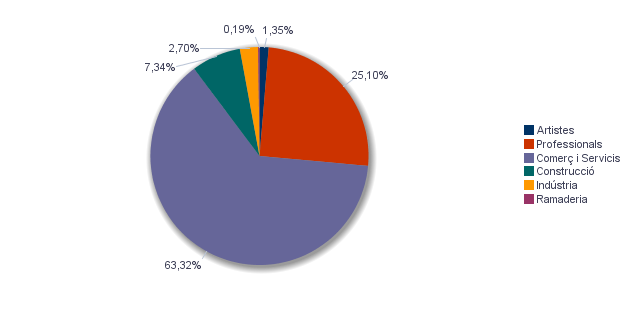 0,19%
1,35%
2,70%
7,34%
25,10%
63,32%
Artistes
Professionals
Comerç i Servicis
Construcció
Indústria
Ramaderia